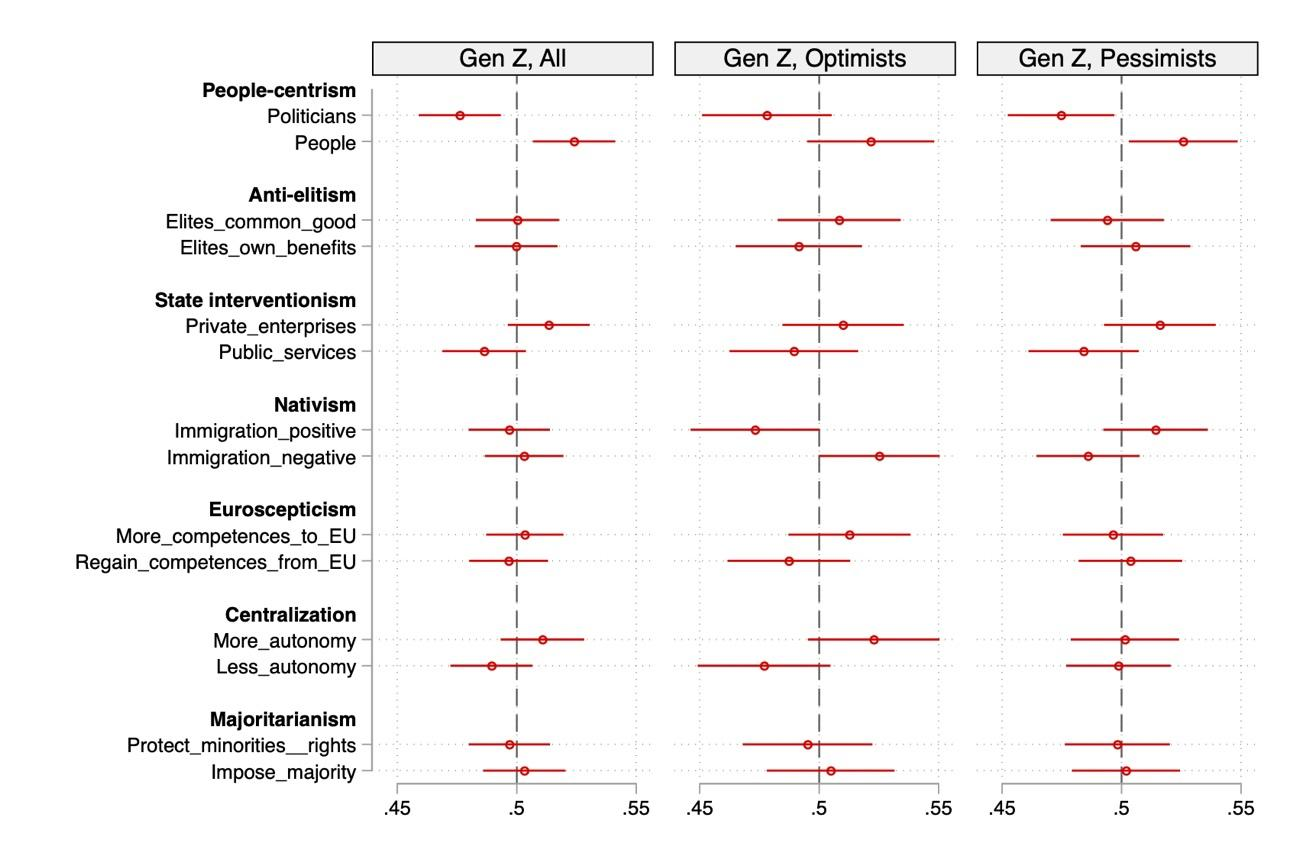 Gen Z, All
Gen Z, Optimists
Gen Z, Pessimists
People-centrism
Politicians
People
Anti-elitism
Elites_common_good
Elites_own_benefits
State interventionism
Private_enterprises
Public_services
Nativism
Immigration_positive
Immigration_negative
Euroscepticism
More_competences_to_EU
Regain_competences_from_EU
Centralization
More_autonomy
Less_autonomy
Majoritarianism
Protect_minorities__rights
Impose_majority
.45 .5 .55 .45 .5 .55 .45 .5 .55